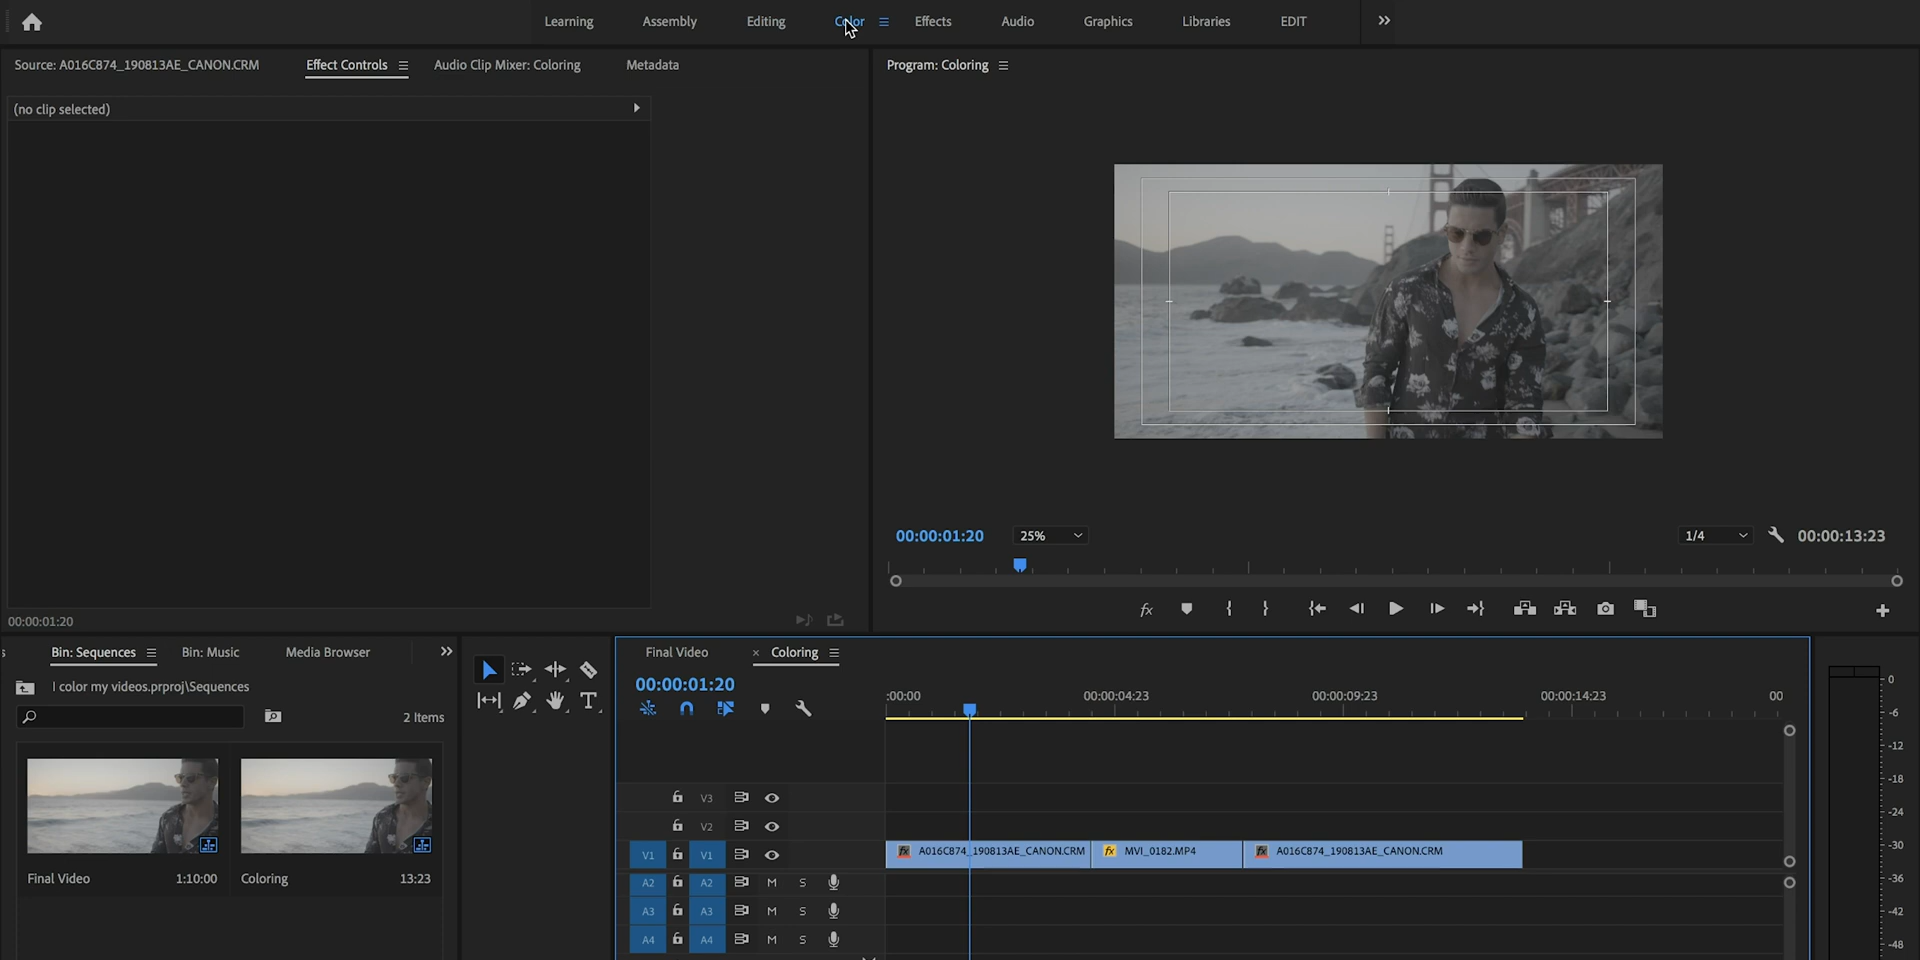 Learning Assembly Editing Color Effects Audio Graphics Libraries EDIT
Source: A016C874_190813AE_CANON.CRM Effect Controls Audio Clip Mixer: Coloring Metadata
Program: Coloring
(no clip selected)
00:00:01:20 25% 1/4 00:00:13:23
00:00:01:20
Bin: Sequences Bin: Music Media Browser
I color my videos.prproj\Sequences
2 Items
Final Video 1:10:00
Coloring 13:23
Final Video × Coloring
00:00:01:20
:00:00 00:00:04:23 00:00:09:23 00:00:14:23 00
V3
V2
V1 V1 fx A016C874_190813AE_CANON.CRM fx MVI_0182.MP4 fx A016C874_190813AE_CANON.CRM
A2 A2 M S
A3 A3 M S
A4 A4 M S
fx
T
0
-6
-12
-18
-24
-30
-36
-42
-48